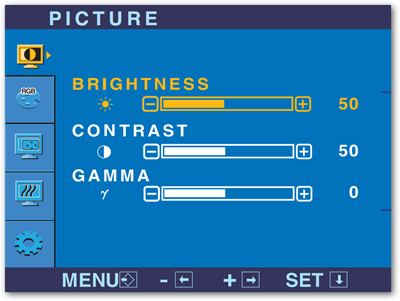 PICTURE
RGB
BRIGHTNESS
50
CONTRAST
50
GAMMA
γ 0
MENU - + SET